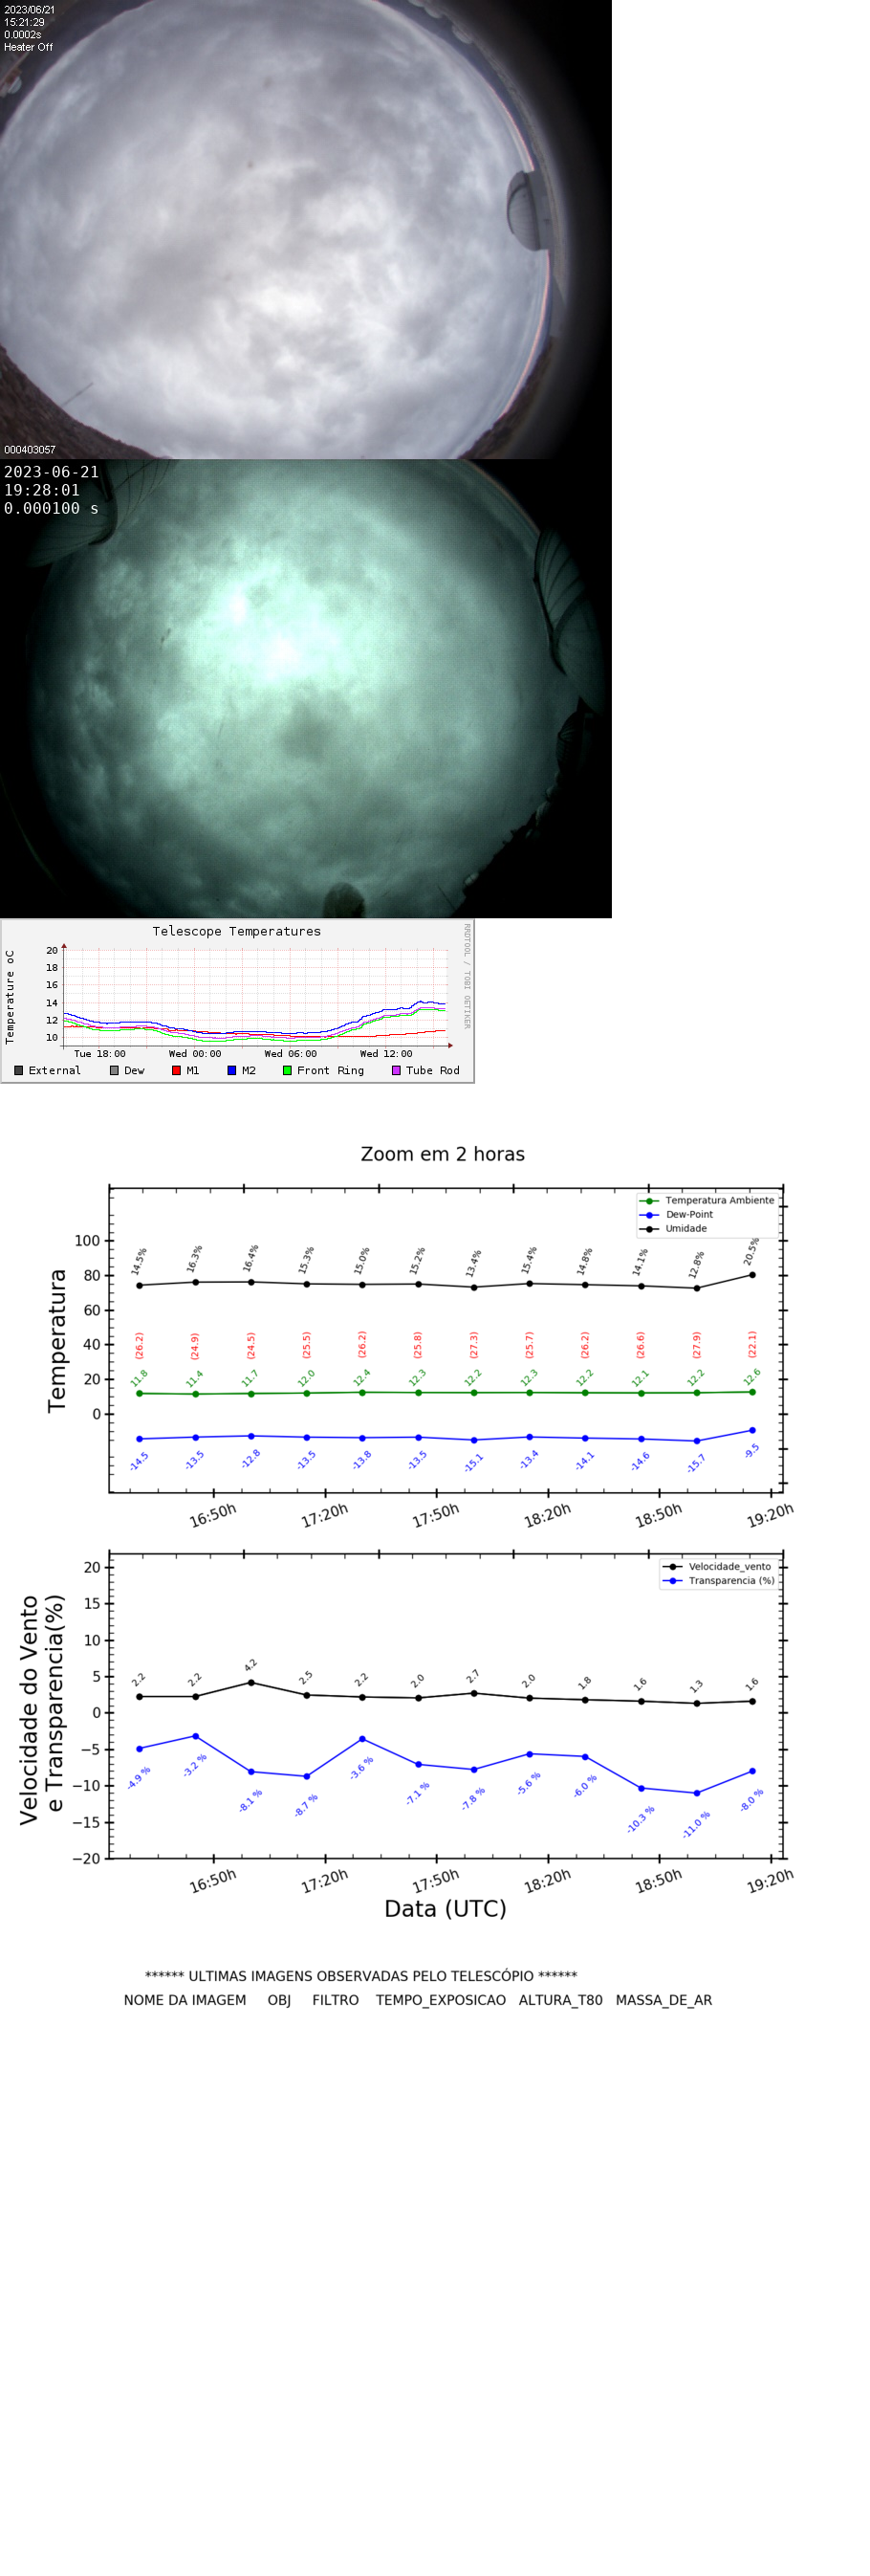 2023/06/21
15:21:29
0.0002s
Heater Off
000403057
2023-06-21
19:28:01
0.000100 s
Telescope Temperatures
RRDTOOL / TOBI OETIKER
Temperature oC
20
18
16
14
12
10
Tue 18:00 Wed 00:00 Wed 06:00 Wed 12:00
External Dew M1 M2 Front Ring Tube Rod
Zoom em 2 horas
Temperatura Ambiente
Dew-Point
Umidade
Temperatura
100
80
60
40
20
0
14.5% 16.3% 16.4% 15.3% 15.0% 15.2% 13.4% 15.4% 14.8% 14.1% 12.8% 20.5%
(26.2) (24.9) (24.5) (25.5) (26.2) (25.8) (27.3) (25.7) (26.2) (26.6) (27.9) (22.1)
11.8 11.4 11.7 12.0 12.4 12.3 12.2 12.3 12.2 12.1 12.2 12.6
-14.5 -13.5 -12.8 -13.5 -13.8 -13.5 -15.1 -13.4 -14.1 -14.6 -15.7 -9.5
16:50h 17:20h 17:50h 18:20h 18:50h 19:20h
Velocidade_vento
Transparencia (%)
Velocidade do Vento
e Transparencia(%)
20
15
10
5
0
−5
−10
−15
−20
2.2 2.2 4.2 2.5 2.2 2.0 2.7 2.0 1.8 1.6 1.3 1.6
-4.9 % -3.2 % -8.1 % -8.7 % -3.6 % -7.1 % -7.8 % -5.6 % -6.0 % -10.3 % -11.0 % -8.0 %
16:50h 17:20h 17:50h 18:20h 18:50h 19:20h
Data (UTC)
****** ULTIMAS IMAGENS OBSERVADAS PELO TELESCÓPIO ******
NOME DA IMAGEM OBJ FILTRO TEMPO_EXPOSICAO ALTURA_T80 MASSA_DE_AR